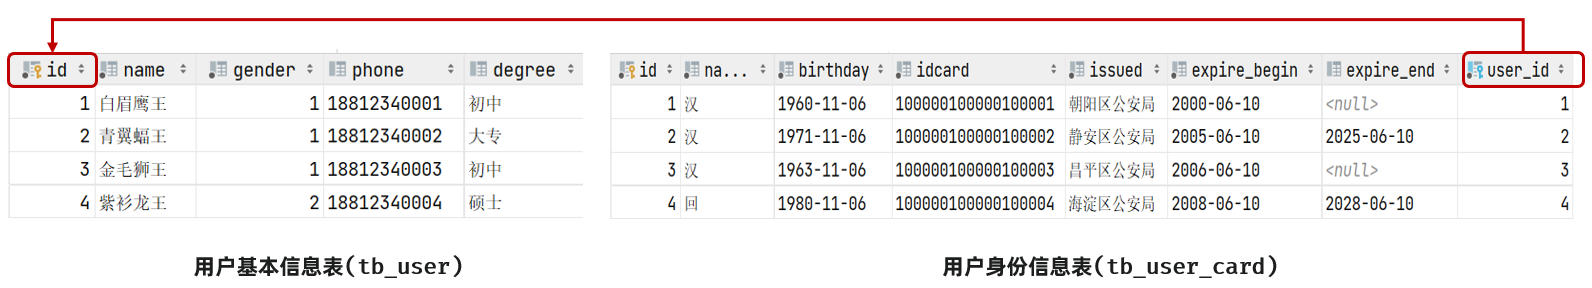 id name gender phone degree
1 白眉鹰王 1 18812340001 初中
2 青翼蝠王 1 18812340002 大专
3 金毛狮王 1 18812340003 初中
4 紫衫龙王 2 18812340004 硕士
用户基本信息表(tb_user)
id na... birthday idcard issued expire_begin expire_end user_id
1 汉 1960-11-06 100000100000100001 朝阳区公安局 2000-06-10 <null> 1
2 汉 1971-11-06 100000100000100002 静安区公安局 2005-06-10 2025-06-10 2
3 汉 1963-11-06 100000100000100003 昌平区公安局 2006-06-10 <null> 3
4 回 1980-11-06 100000100000100004 海淀区公安局 2008-06-10 2028-06-10 4
用户身份信息表(tb_user_card)